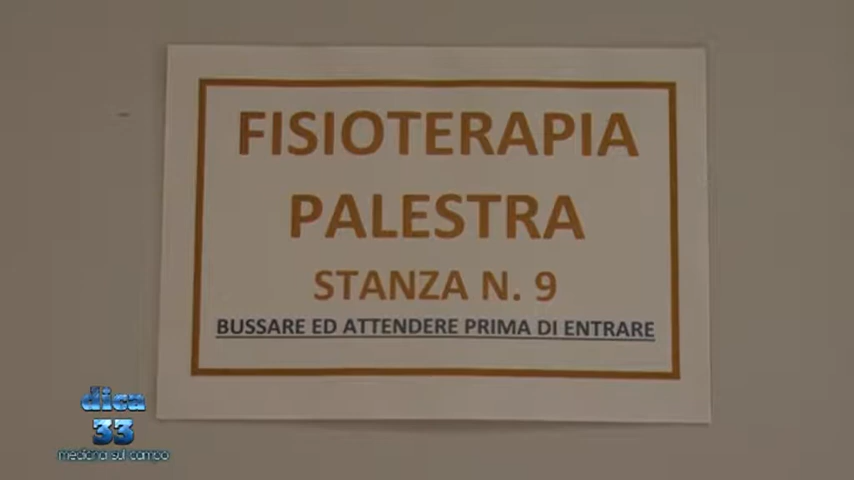 FISIOTERAPIA
PALESTRA
STANZA N. 9
BUSSARE ED ATTENDERE PRIMA DI ENTRARE
dica
33
medicina sul campo